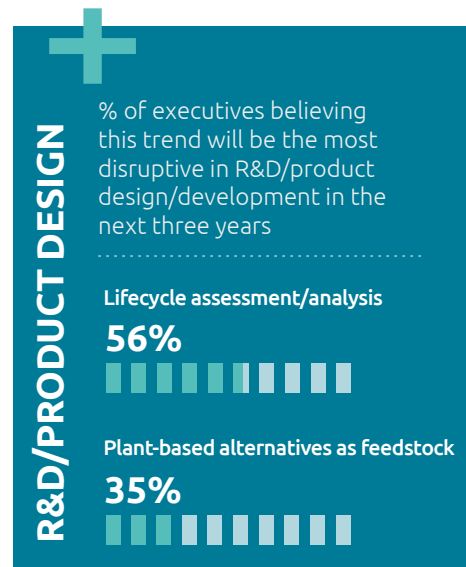 R&D/PRODUCT DESIGN
% of executives believing
this trend will be the most
disruptive in R&D/product
design/development in the
next three years
Lifecycle assessment/analysis
56%
Plant-based alternatives as feedstock
35%